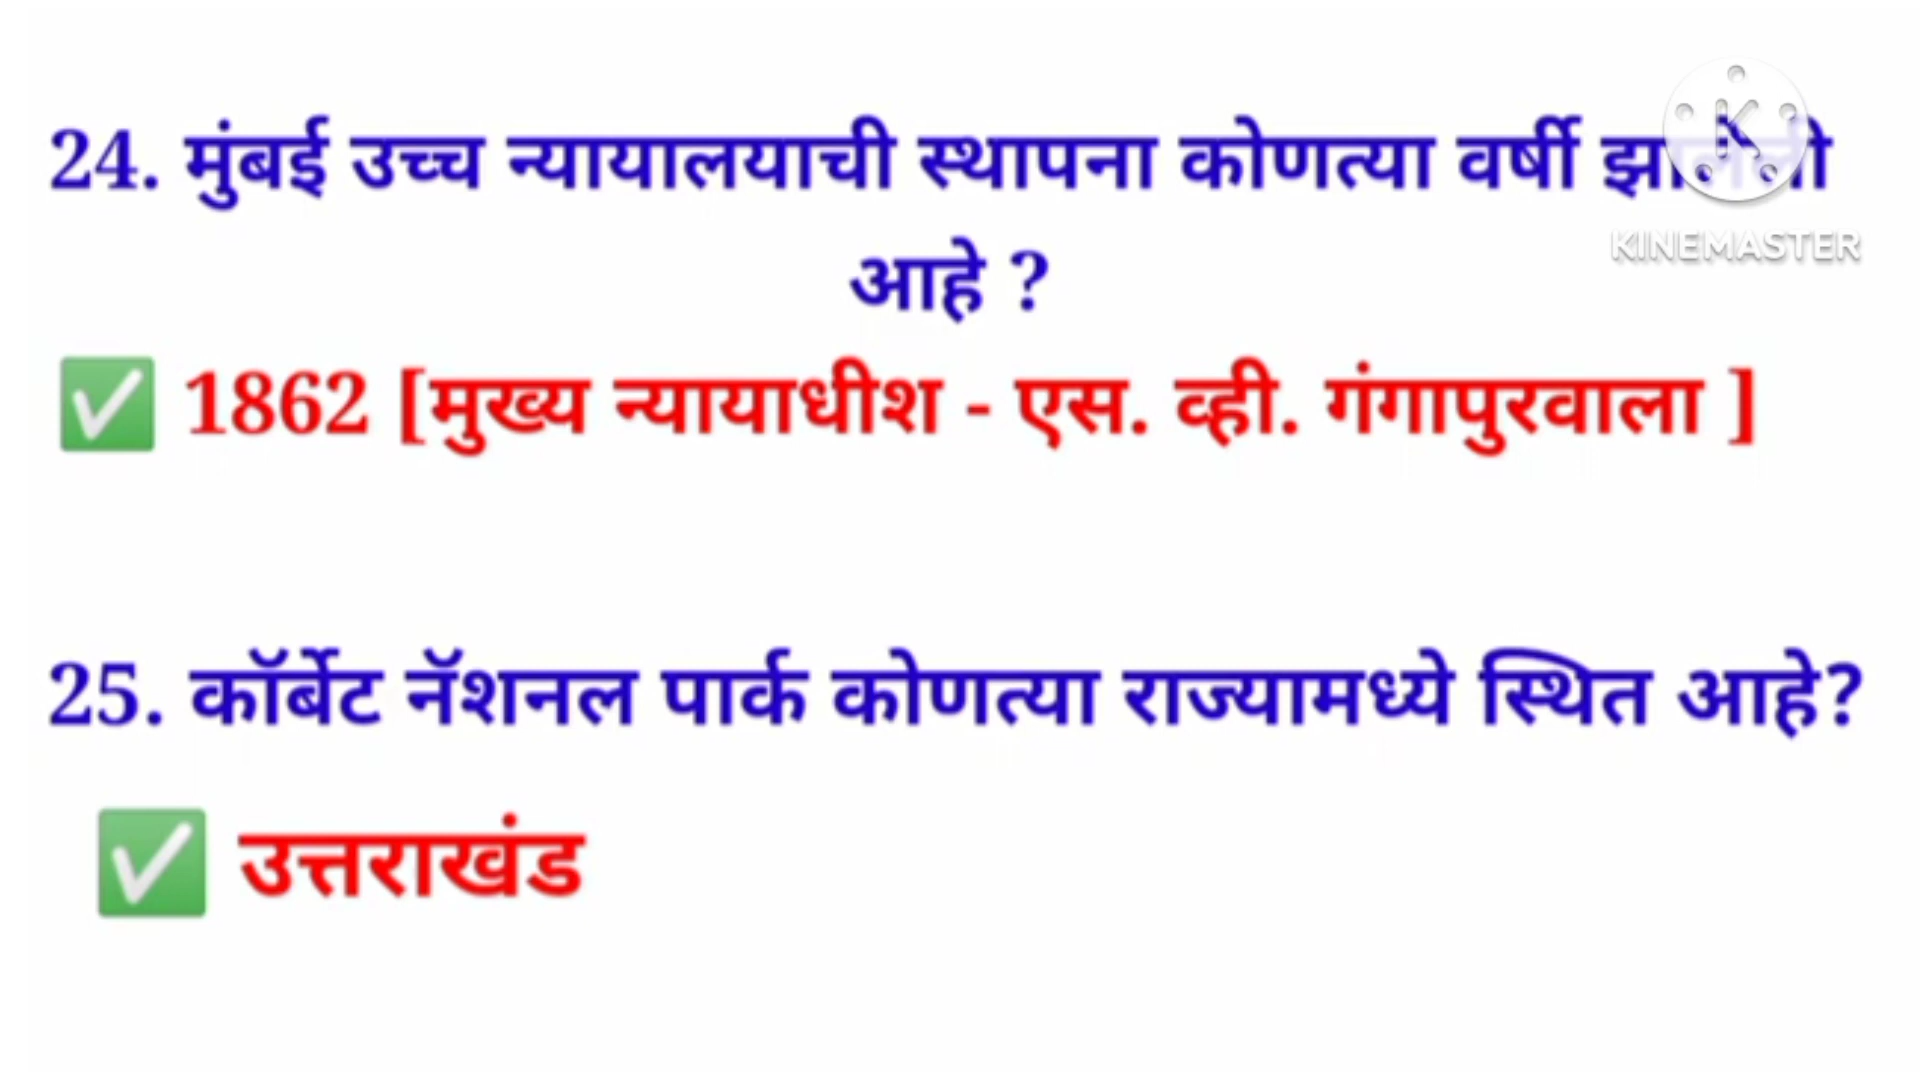 24. मुंबई उच्च न्यायालयाची स्थापना कोणत्या वर्षी झालेली
आहे ?
KINEMASTER
✅ 1862 [मुख्य न्यायाधीश - एस. व्ही. गंगापुरवाला ]
25. कॉर्बेट नॅशनल पार्क कोणत्या राज्यामध्ये स्थित आहे?
✅ उत्तराखंड